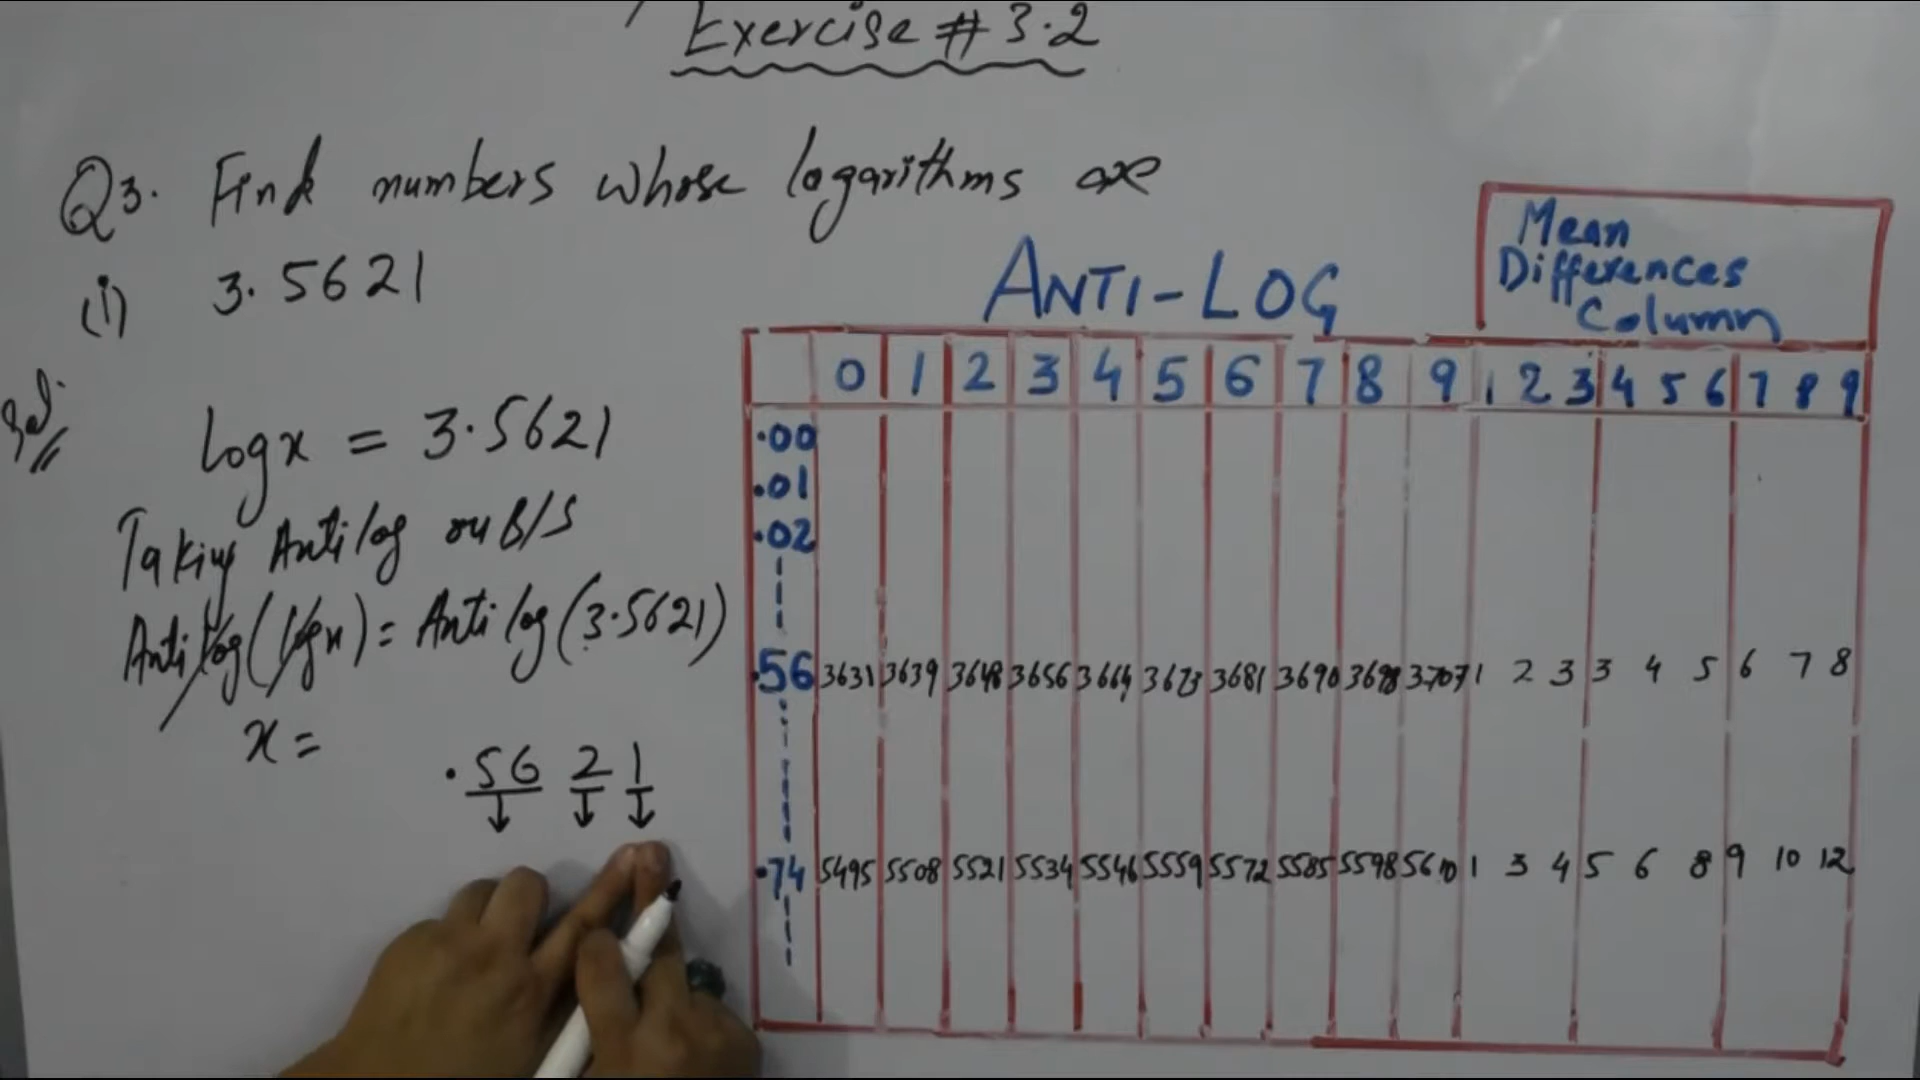 Exercise # 3.2
Q3. Find numbers whose logarithms are
(i) 3.5621
Sol:
log x = 3.5621
Taking Antilog on B/S
Antilog(log x) = Antilog(3.5621)
x =
.56 2 1
Mean
Differences
Column
ANTI-LOG
0 1 2 3 4 5 6 7 8 9 1 2 3 4 5 6 7 8 9
.00
.01
.02
.56 3631 3639 3648 3656 3664 3673 3681 3690 3698 3707 1 2 3 3 4 5 6 7 8
.74 5495 5508 5521 5534 5546 5559 5572 5585 5598 5610 1 3 4 5 6 8 9 10 12